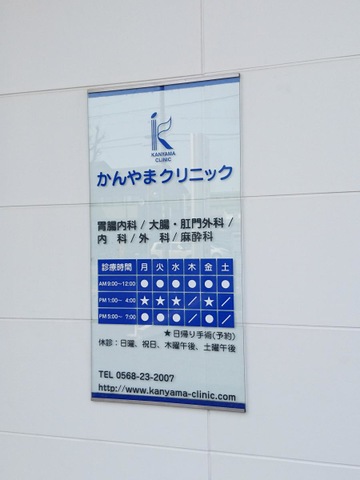 KANYAMA
CLINIC
かんやまクリニック
胃腸内科 / 大腸・肛門外科 /
内　科 / 外　科 / 麻酔科
診療時間 月 火 水 木 金 土
AM 9:00〜12:00 ● ● ● ● ● ●
PM 1:00〜 4:00 ★ ★ ★ ／ ★ ／
PM 5:00〜 7:00 ● ● ● ／ ● ／
★日帰り手術(予約)
休診：日曜、祝日、木曜午後、土曜午後
TEL 0568-23-2007
http://www.kanyama-clinic.com